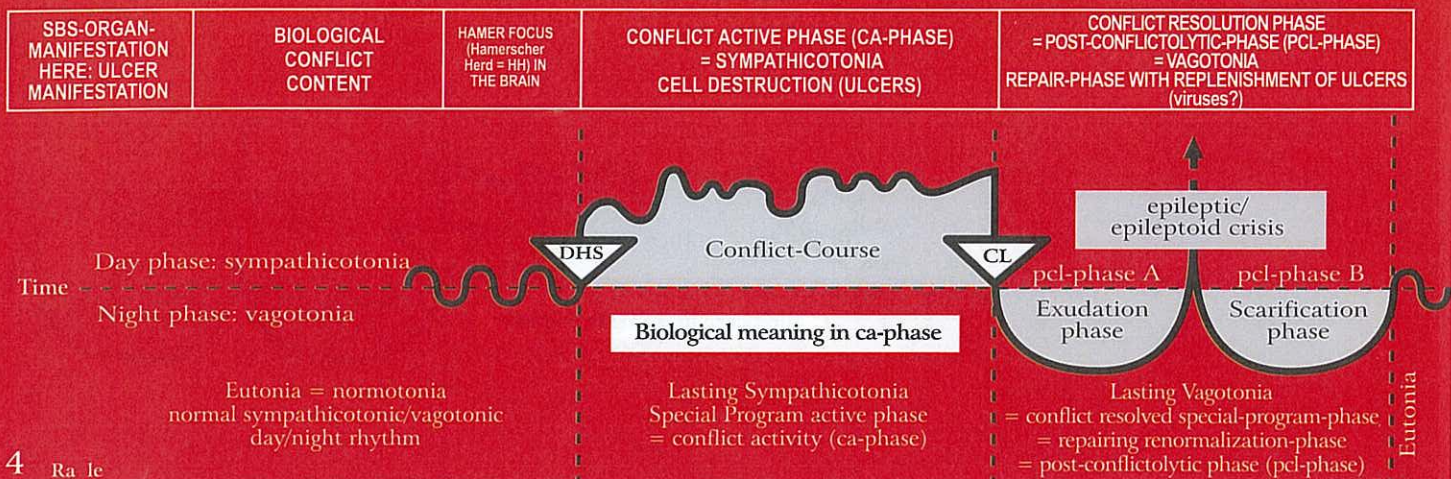 SBS-ORGAN-
MANIFESTATION
HERE: ULCER
MANIFESTATION
BIOLOGICAL
CONFLICT
CONTENT
HAMER FOCUS
(Hamerscher
Herd = HH) IN
THE BRAIN
CONFLICT ACTIVE PHASE (CA-PHASE)
= SYMPATHICOTONIA
CELL DESTRUCTION (ULCERS)
CONFLICT RESOLUTION PHASE
= POST-CONFLICTOLYTIC-PHASE (PCL-PHASE)
= VAGOTONIA
REPAIR-PHASE WITH REPLENISHMENT OF ULCERS
(viruses?)
Day phase: sympathicotonia
Time
Night phase: vagotonia
Eutonia = normotonia
normal sympathicotonic/vagotonic
day/night rhythm
DHS
Conflict-Course
CL
Biological meaning in ca-phase
Lasting Sympathicotonia
Special Program active phase
= conflict activity (ca-phase)
epileptic/
epileptoid crisis
pcl-phase A
Exudation
phase
pcl-phase B
Scarification
phase
Lasting Vagotonia
= conflict resolved special-program-phase
= repairing renormalization-phase
= post-conflictolytic phase (pcl-phase)
Eutonia
4 Ra le